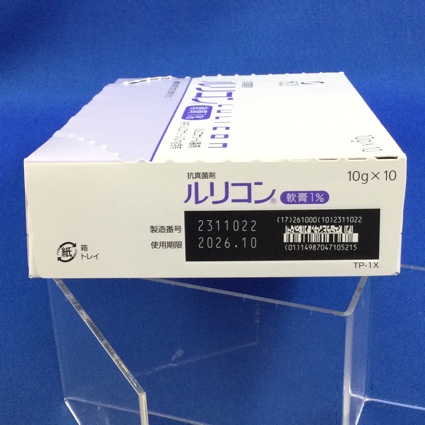 抗真菌剤
ルリコン® 軟膏1%
10g×10
製造番号 2311022
使用期限 2026.10
(17)261000(10)2311022
(01)14987047105215
紙
箱
トレイ
TP-1X